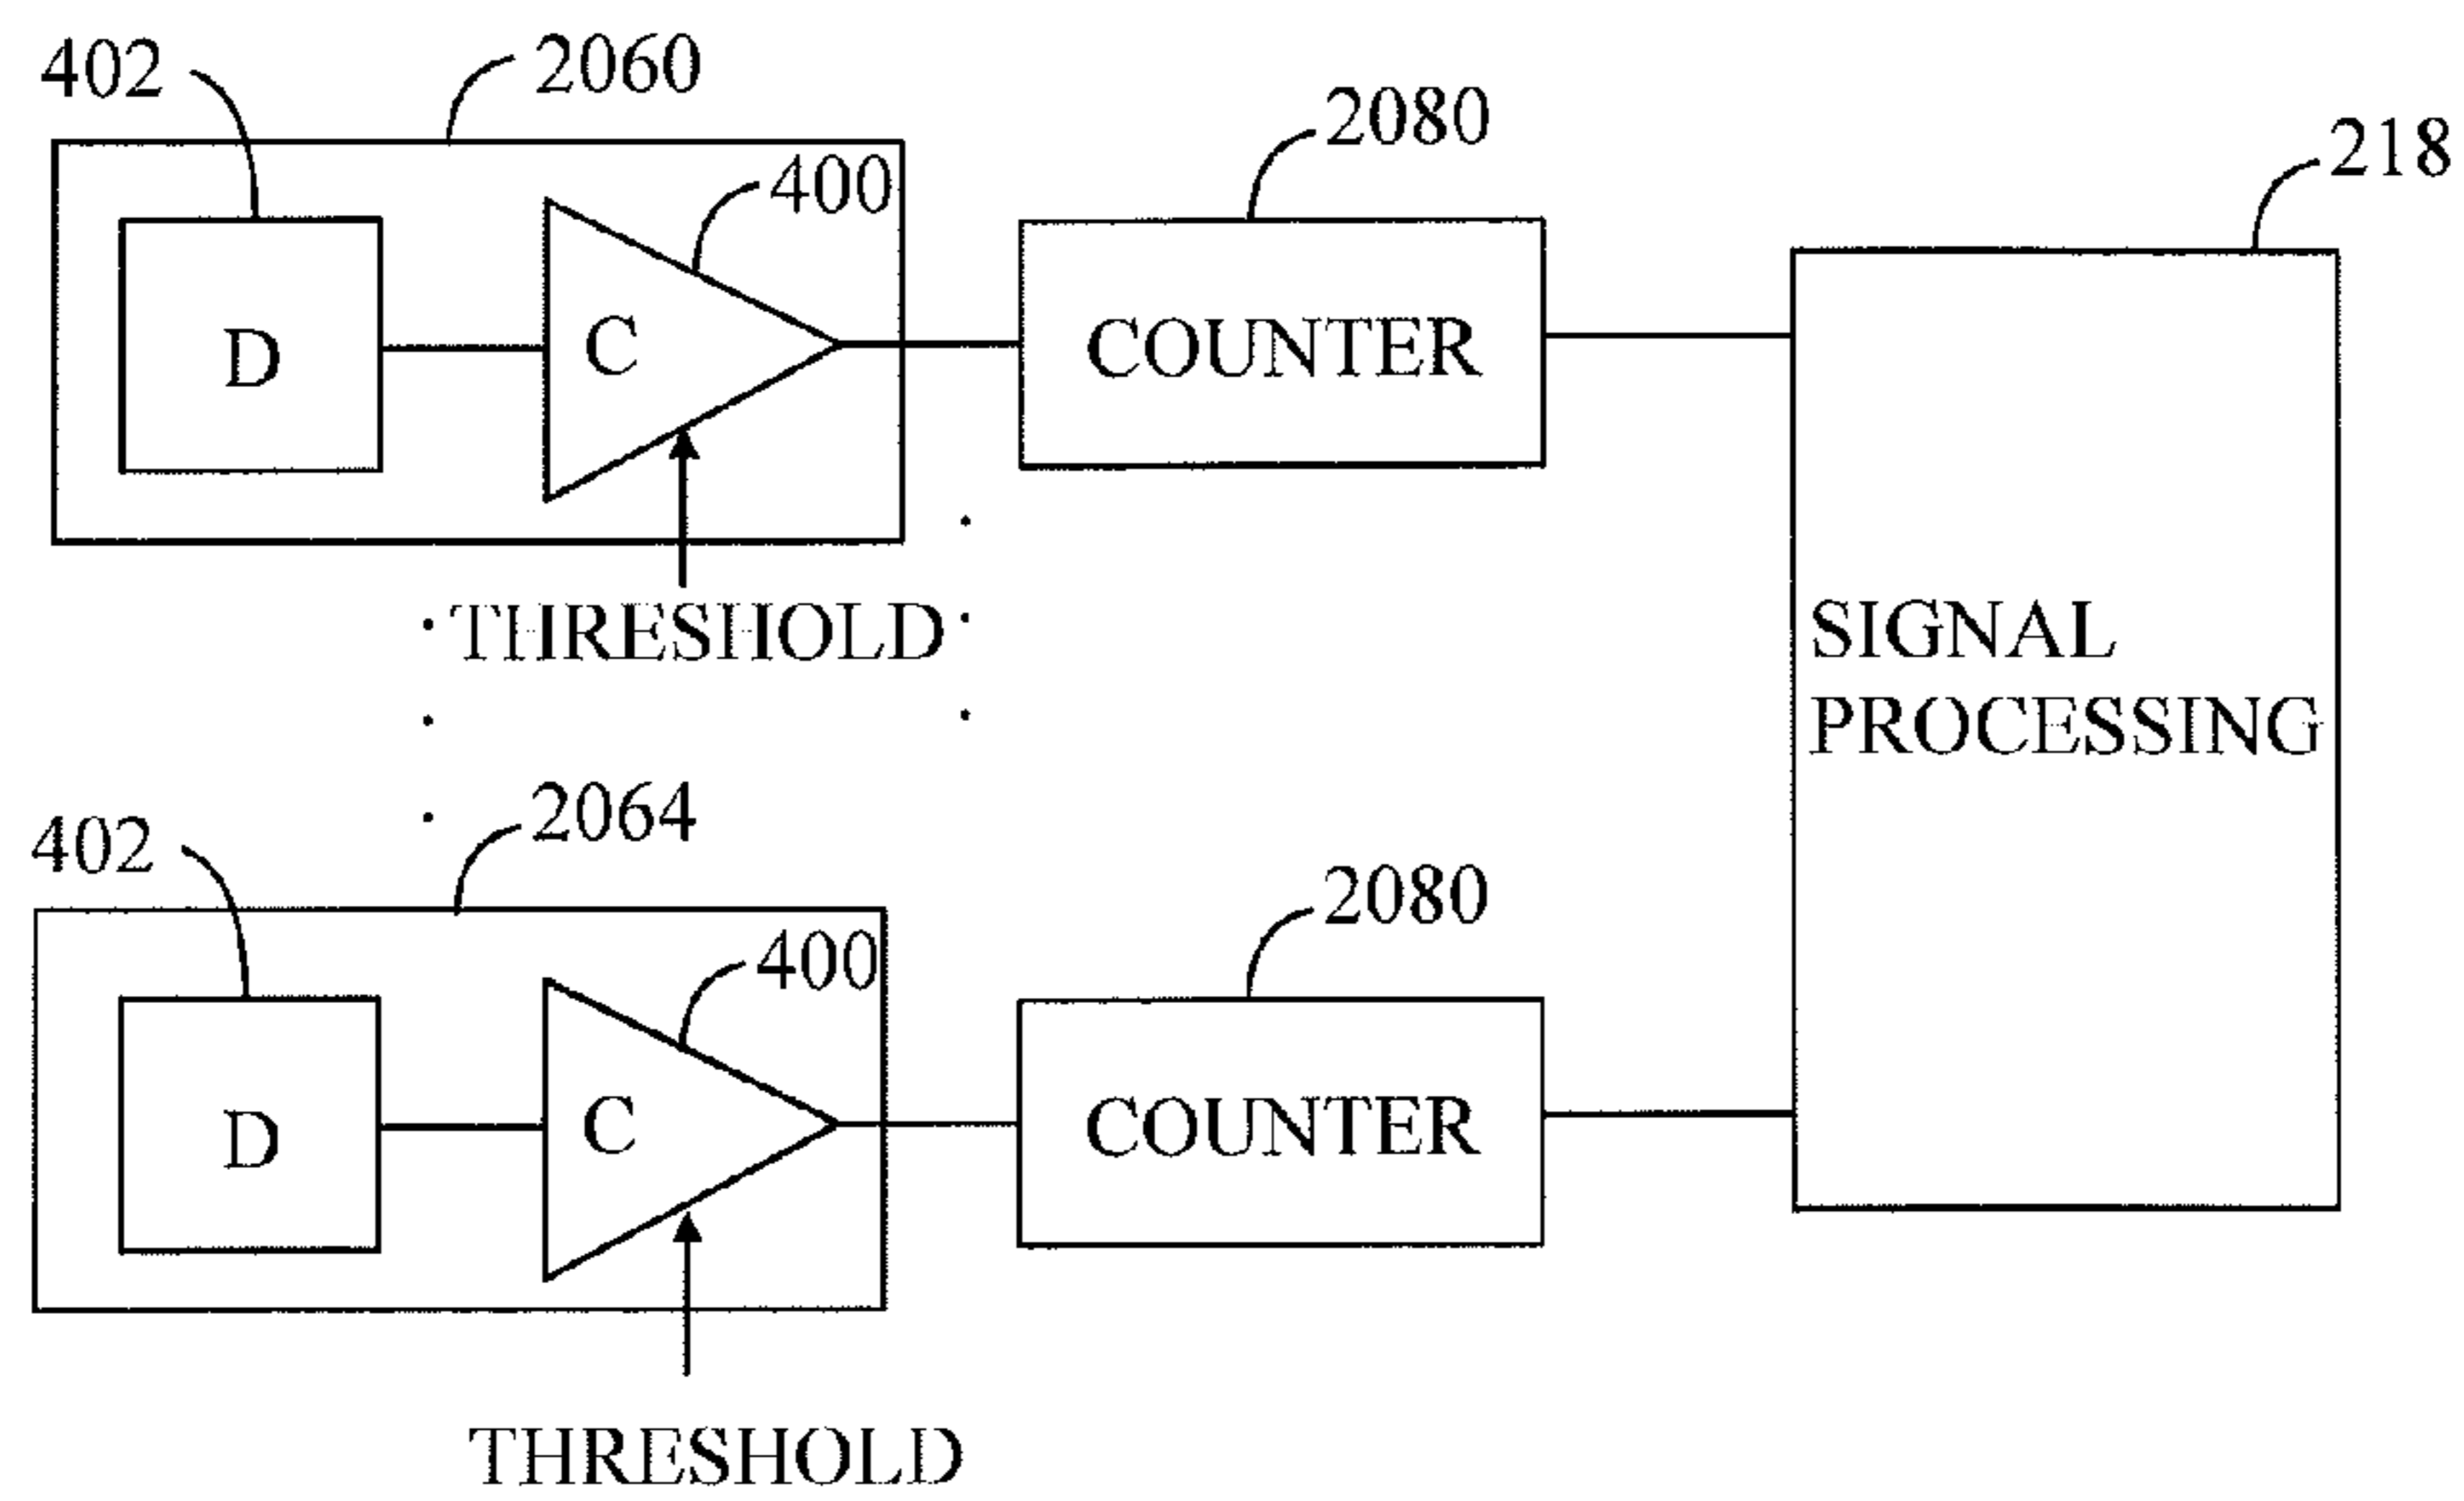 402
2060
2080
218
400
D
C
COUNTER
THRESHOLD
SIGNAL
PROCESSING
402
2064
2080
400
D
C
COUNTER
THRESHOLD